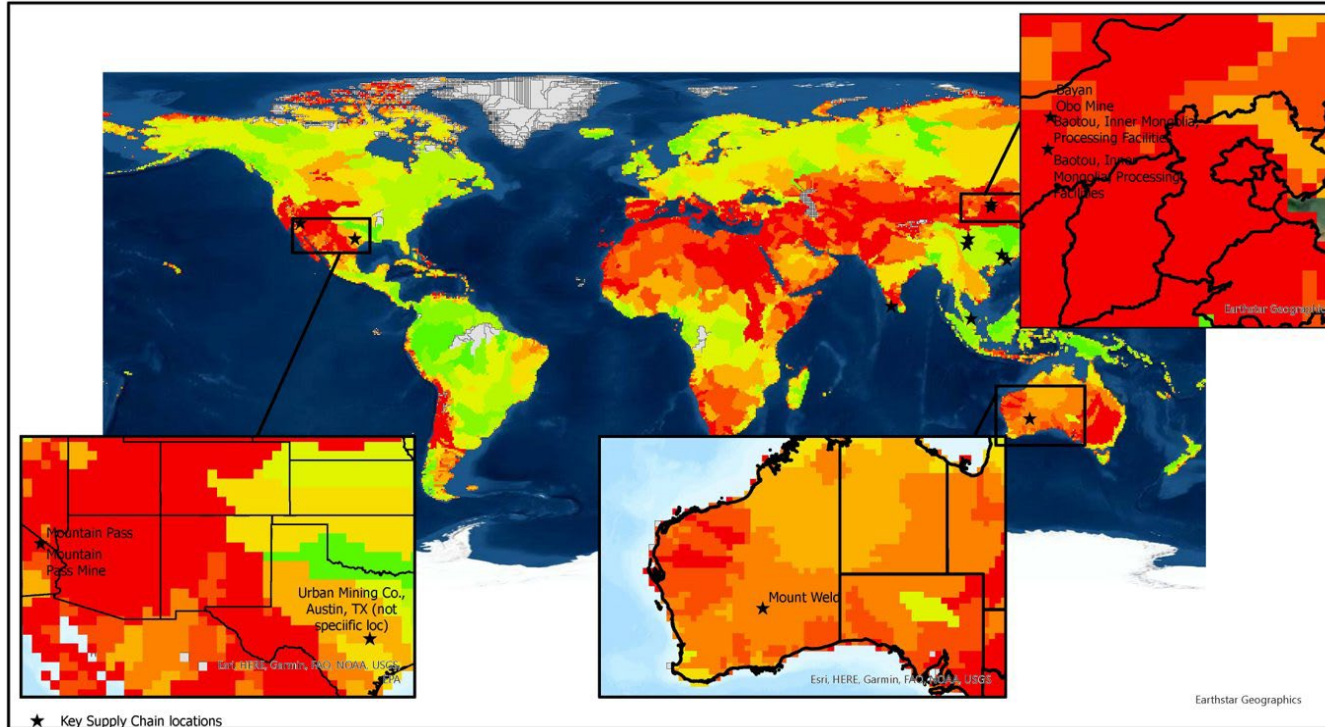 Bayan
Obo Mine
Baotou, Inner Mongolia,
Processing Facilities
Baotou, Inner
Mongolia, Processing
Facilities
Earthstar Geographics
Mountain Pass
Mountain
Pass Mine
Urban Mining Co.,
Austin, TX (not
speciific loc)
Esri, HERE, Garmin, FAO, NOAA, USGS,
EPA
Mount Weld
Esri, HERE, Garmin, FAO, NOAA, USGS
Earthstar Geographics
★ Key Supply Chain locations